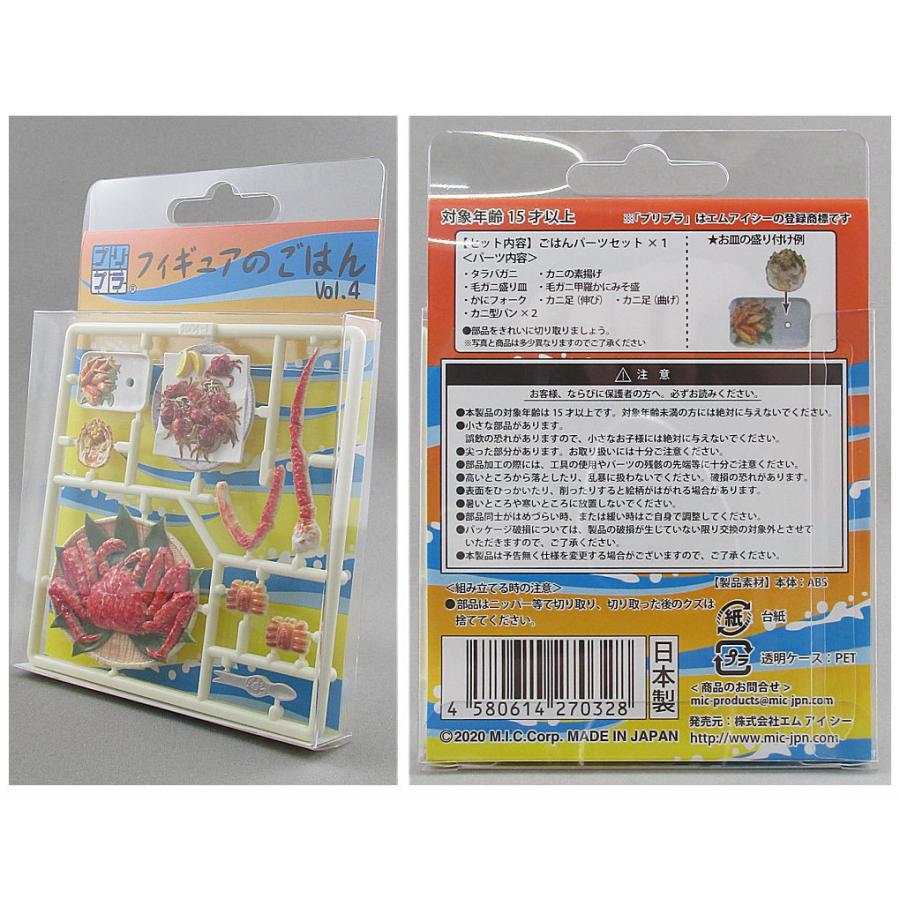 プリ
プラ®
フィギュアのごはん
Vol.4
対象年齢 15 才以上
※「プリプラ」はエムアイシーの登録商標です
【セット内容】ごはんパーツセット × 1
<パーツ内容>
・タラバガニ ・カニの素揚げ
・毛ガニ盛り皿 ・毛ガニ甲羅かにみそ盛
・かにフォーク ・カニ足(伸び) ・カニ足(曲げ)
・カニ型パン × 2
●部品をきれいに切り取りましょう。
※写真と商品は多少異なりますのでご了承ください
★お皿の盛り付け例
注 意
お客様、ならびに保護者の方へ。必ずお読みください。
●本製品の対象年齢は 15 才以上です。対象年齢未満の方には絶対に与えないでください。
●小さな部品があります。
誤飲の恐れがありますので、小さなお子様には絶対に与えないでください。
●尖った部分があります。お取り扱いには十分ご注意ください。
●部品加工の際には、工具の使用やパーツの残骸の先端等に十分ご注意ください。
●高いところから落としたり、乱暴に扱わないでください。破損の恐れがあります。
●表面をひっかいたり、削ったりすると絵柄がはがれる場合があります。
●暑いところや寒いところに放置しないでください。
●部品同士がはめづらい時、または緩い時はご自身で調整してください。
●パッケージ破損については、製品の破損が生じていない限り交換の対象外とさせて
いただきますので、ご了承ください。
●本製品は予告無く仕様を変更する場合がございますので、ご了承ください。
<組み立てる時の注意>
●部品はニッパー等で切り取り、切り取った後のクズは
捨ててください。
【製品素材】本体：ABS
紙 台紙
プラ 透明ケース：PET
4 580614 270328
日本製
©2020 M.I.C.Corp. MADE IN JAPAN
<商品のお問合せ>
mic-products@mic-jpn.com
発売元：株式会社エムアイシー
http://www.mic-jpn.com